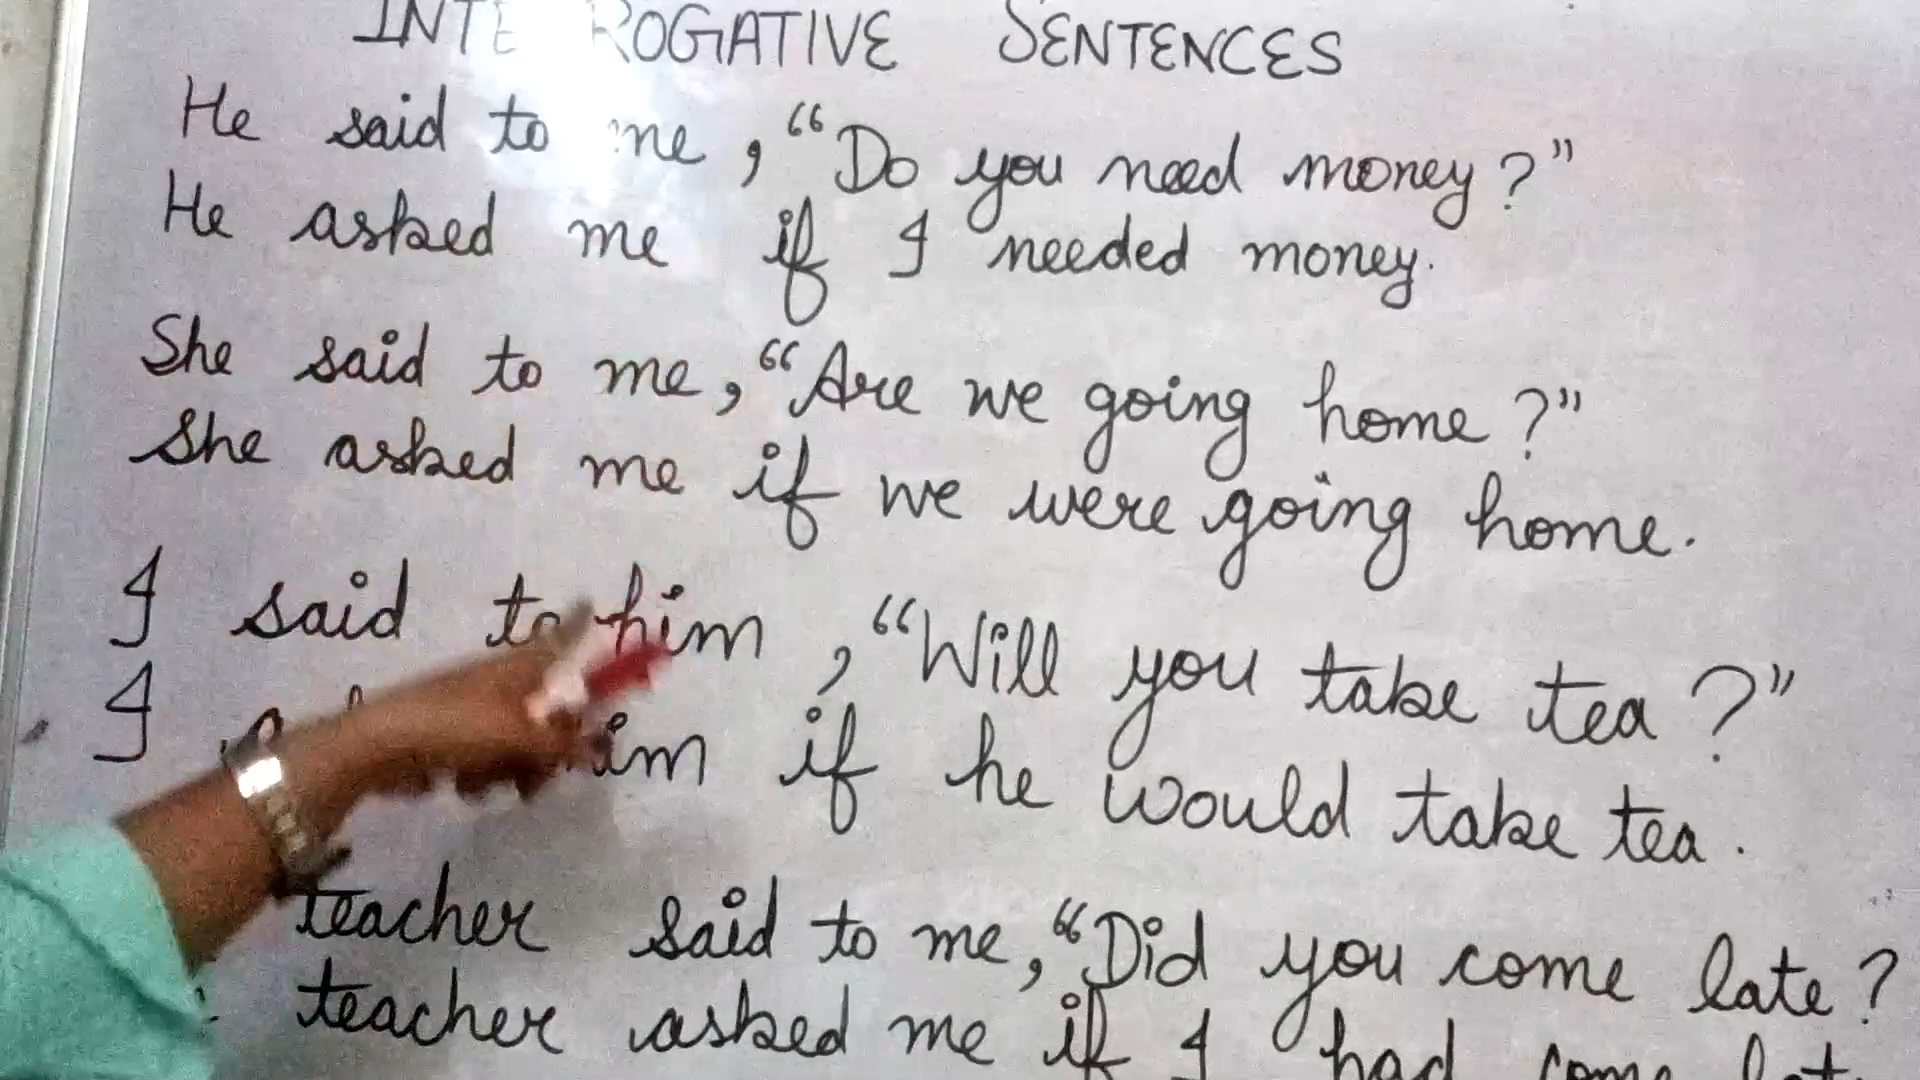 INTE ROGATIVE SENTENCES
He said to me, "Do you need money?"
He asked me if I needed money.
She said to me, "Are we going home?"
She asked me if we were going home.
I said to him, "Will you take tea?"
I him if he would take tea.
teacher said to me, "Did you come late?
teacher asked me if I had come